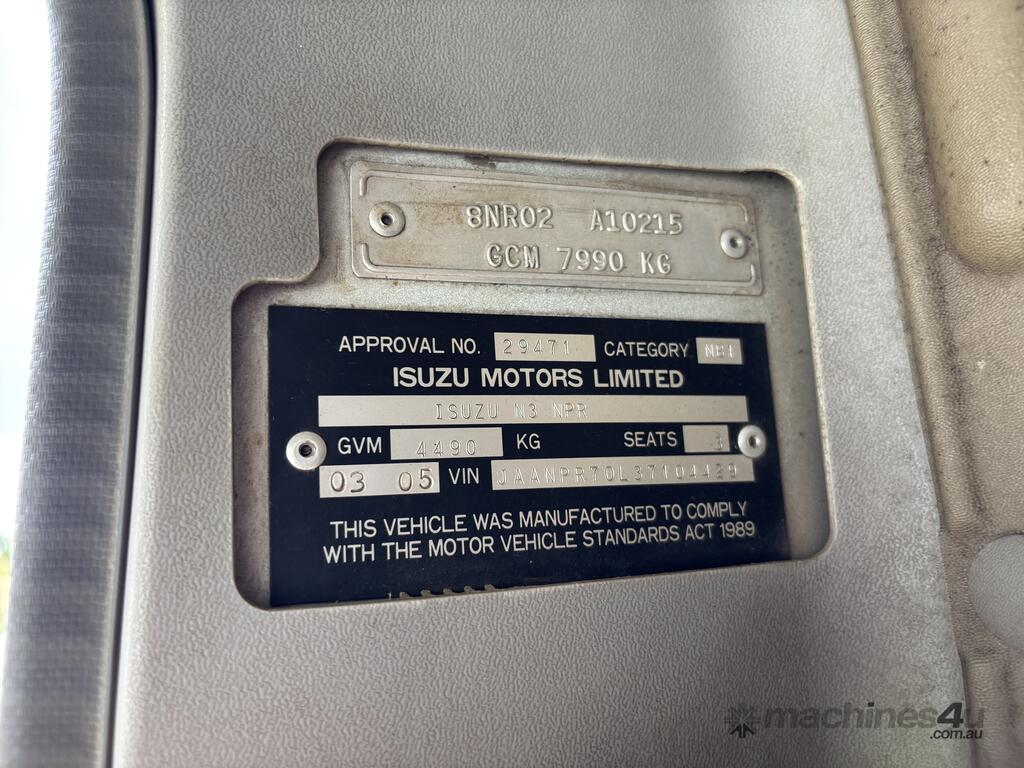 8NR02 A10215
GCM 7990 KG
APPROVAL NO. 29471 CATEGORY NB1
ISUZU MOTORS LIMITED
ISUZU N3 NPR
GVM 4490 KG SEATS 3
03 05 VIN JAANPR70L37104429
THIS VEHICLE WAS MANUFACTURED TO COMPLY
WITH THE MOTOR VEHICLE STANDARDS ACT 1989
machines4u
.com.au